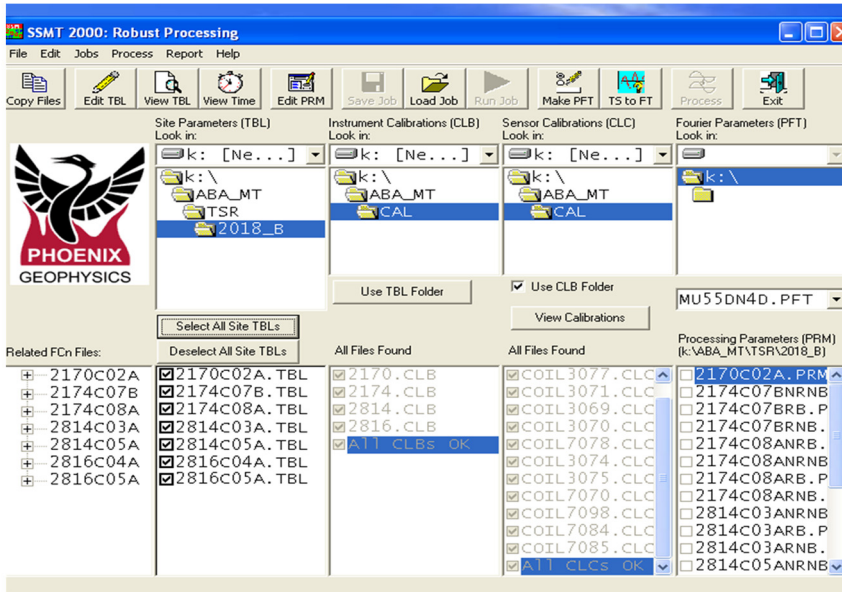 SSMT 2000: Robust Processing
File Edit Jobs Process Report Help
Copy Files Edit TBL View TBL View Time Edit PRM Save Job Load Job Run Job Make PFT TS to FT Process Exit
Site Parameters (TBL) Instrument Calibrations (CLB) Sensor Calibrations (CLC) Fourier Parameters (PFT)
Look in: Look in: Look in: Look in:
k: [Ne...] k: [Ne...] k: [Ne...]
k:\ k:\ k:\ k:\
ABA_MT ABA_MT ABA_MT
TSR CAL CAL
2018_B
PHOENIX
GEOPHYSICS
Use TBL Folder Use CLB Folder
MU55DN4D.PFT
Select All Site TBLs View Calibrations
Related FCn Files: Deselect All Site TBLs All Files Found All Files Found Processing Parameters (PRM)
(k:\ABA_MT\TSR\2018_B)
2170C02A 2170C02A.TBL 2170.CLB COIL3077.CLC 2170C02A.PRM
2174C07B 2174C07B.TBL 2174.CLB COIL3071.CLC 2174C07BNRNB
2174C08A 2174C08A.TBL 2814.CLB COIL3069.CLC 2174C07BRB.P
2814C03A 2814C03A.TBL 2816.CLB COIL3070.CLC 2174C07BRNB.
2814C05A 2814C05A.TBL All CLBs OK COIL7078.CLC 2174C08ANRB.
2816C04A 2816C04A.TBL COIL3074.CLC 2174C08ANRNB
2816C05A 2816C05A.TBL COIL3075.CLC 2174C08ARB.P
COIL7070.CLC 2174C08ARNB.
COIL7098.CLC 2814C03ANRNB
COIL7084.CLC 2814C03ARB.P
COIL7085.CLC 2814C03ARNB.
All CLCs OK 2814C05ANRNB